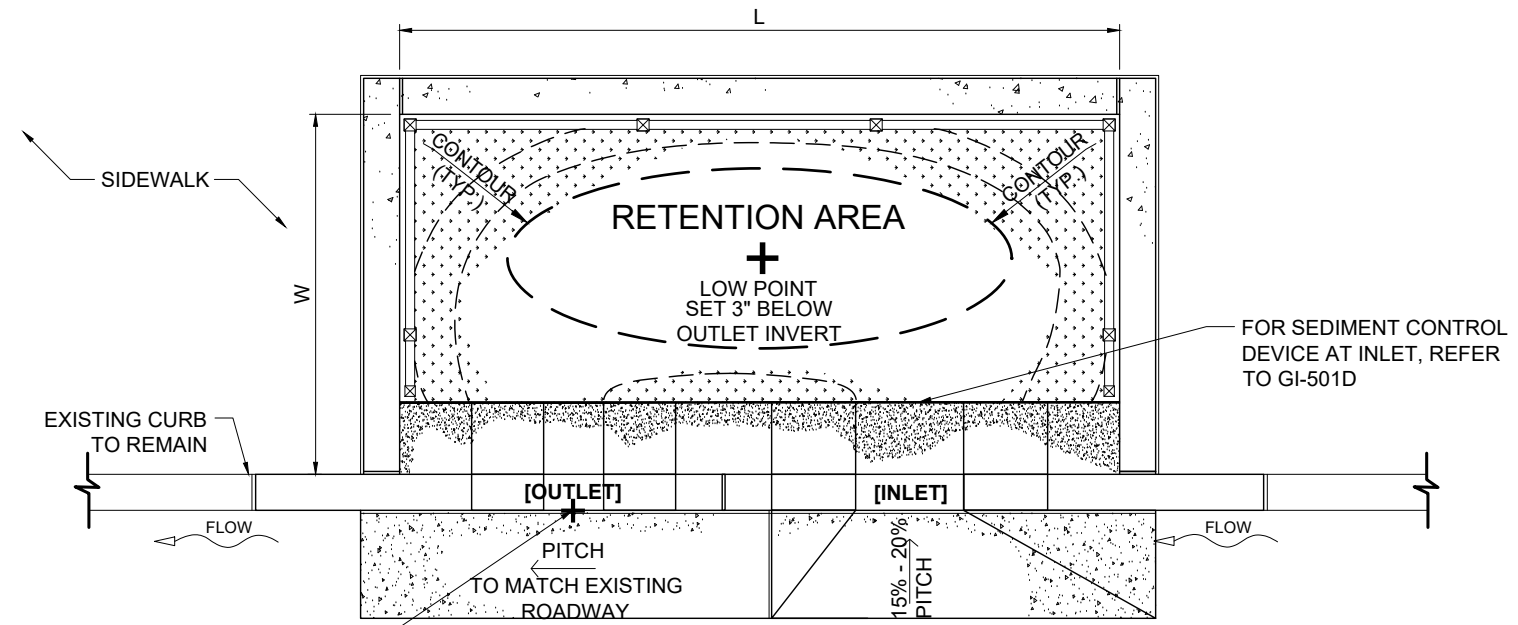 L
SIDEWALK
W
CONTOUR
(TYP.)
CONTOUR
(TYP.)
RETENTION AREA
LOW POINT
SET 3" BELOW
OUTLET INVERT
FOR SEDIMENT CONTROL
DEVICE AT INLET, REFER
TO GI-501D
EXISTING CURB
TO REMAIN
[OUTLET]
[INLET]
FLOW
FLOW
PITCH
TO MATCH EXISTING
ROADWAY
15% - 20%
PITCH